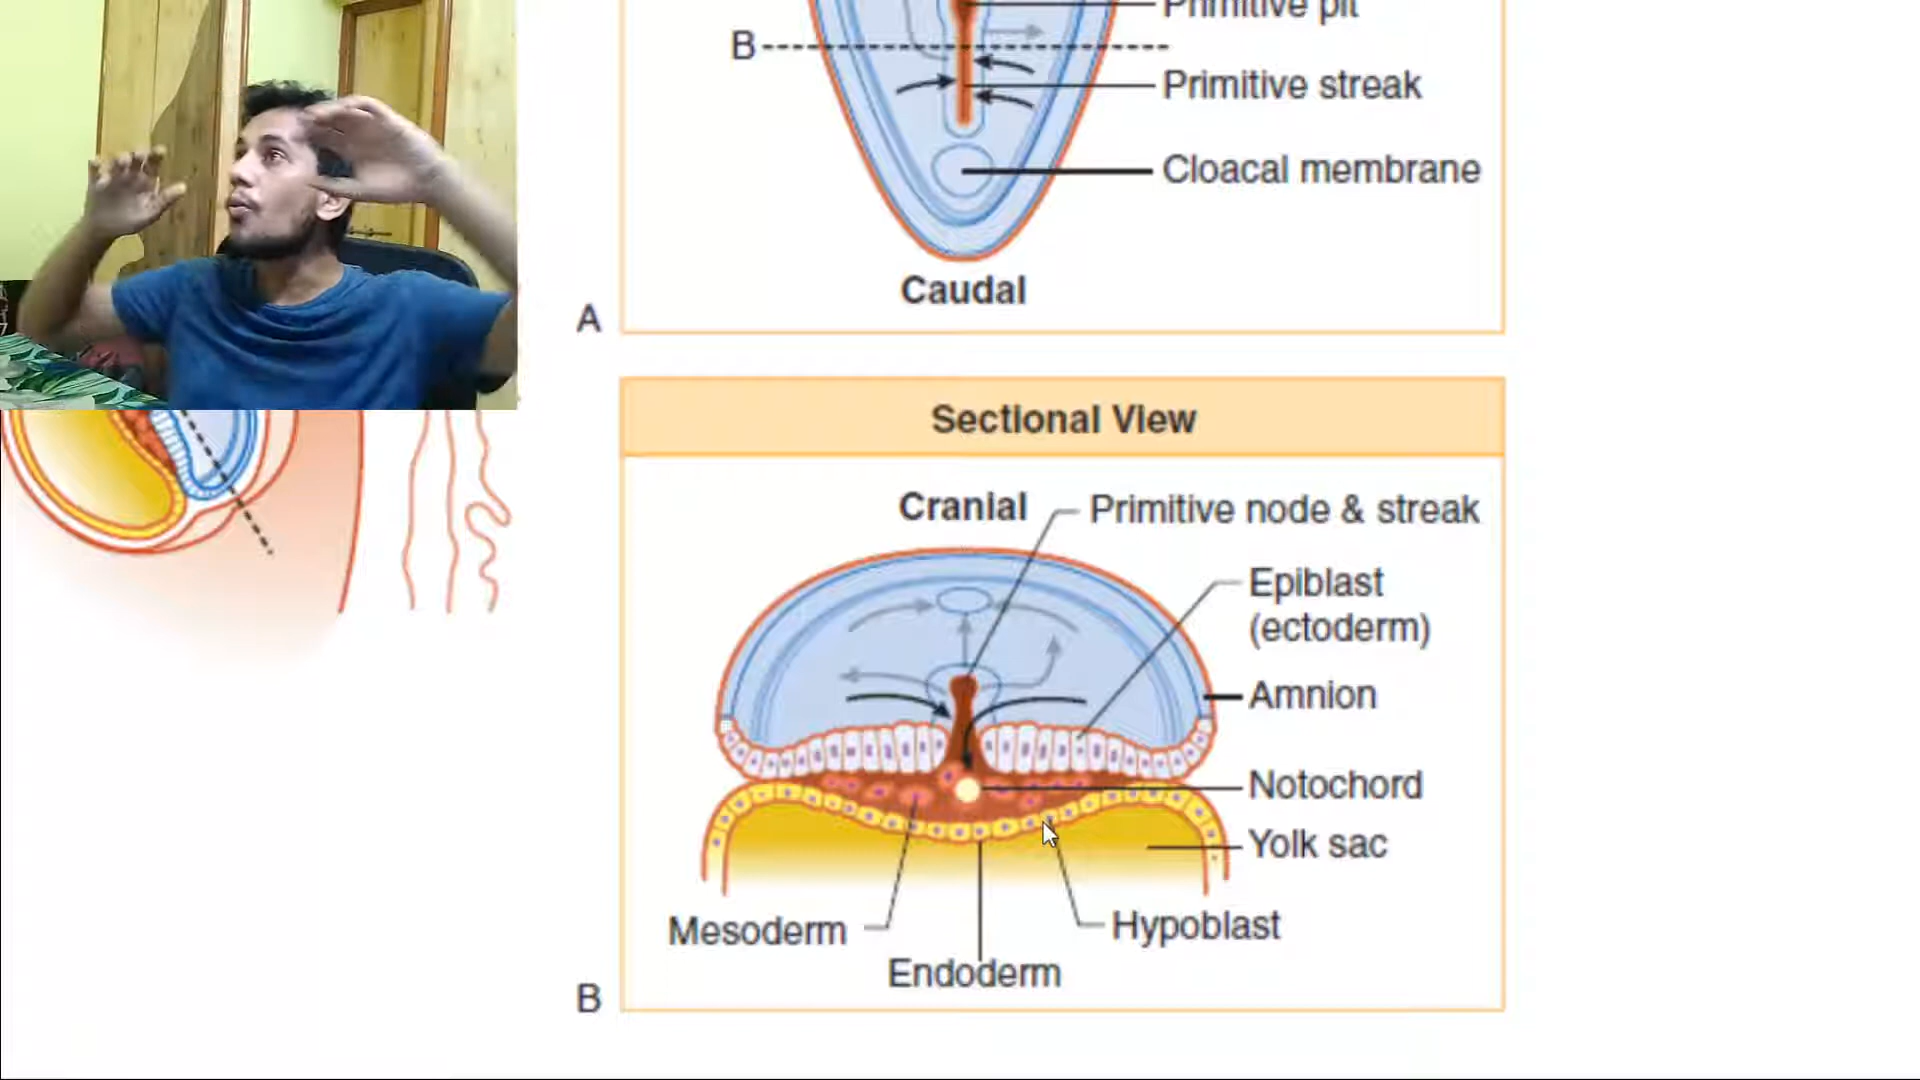 Primitive pit
B
Primitive streak
Cloacal membrane
Caudal
A
Sectional View
Cranial
Primitive node & streak
Epiblast
(ectoderm)
Amnion
Notochord
Yolk sac
Mesoderm
Hypoblast
Endoderm
B